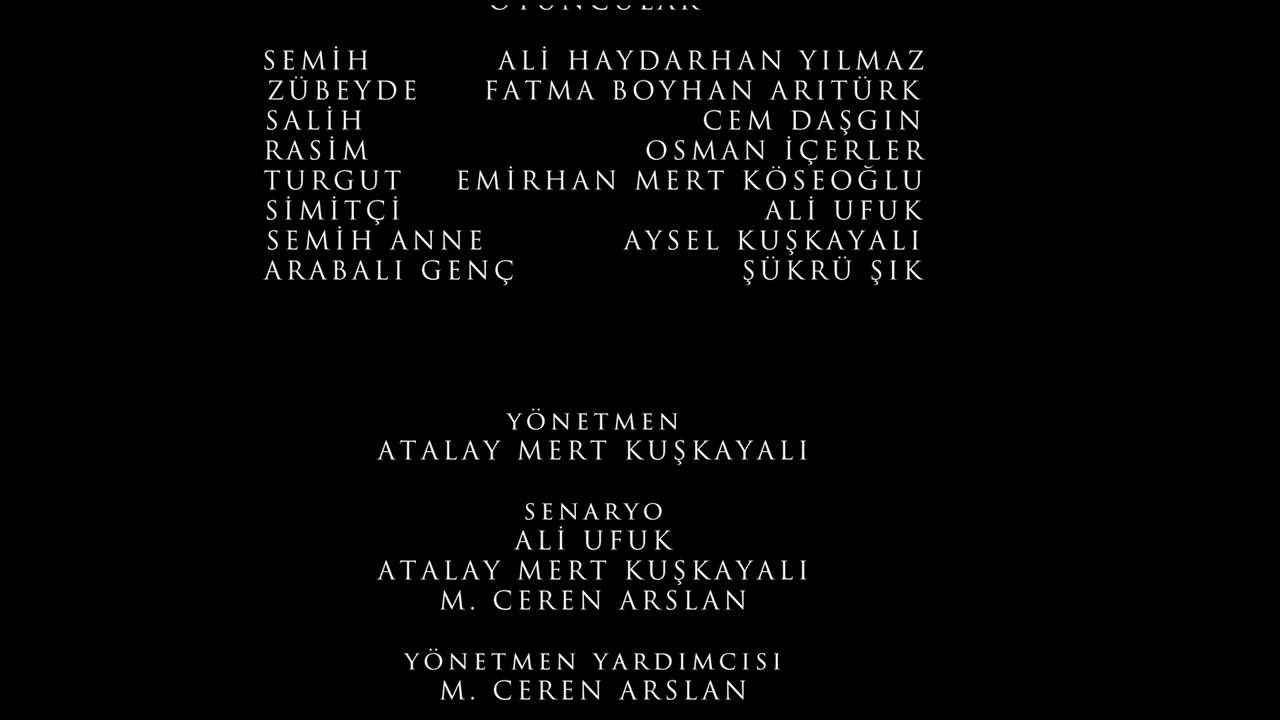 OYUNCULAR
SEMİH ALİ HAYDARHAN YILMAZ
ZÜBEYDE FATMA BOYHAN ARITÜRK
SALİH CEM DAŞGIN
RASİM OSMAN İÇERLER
TURGUT EMİRHAN MERT KÖSEOĞLU
SİMİTÇİ ALİ UFUK
SEMİH ANNE AYSEL KUŞKAYALI
ARABALI GENÇ ŞÜKRÜ ŞIK
YÖNETMEN
ATALAY MERT KUŞKAYALI
SENARYO
ALİ UFUK
ATALAY MERT KUŞKAYALI
M. CEREN ARSLAN
YÖNETMEN YARDIMCISI
M. CEREN ARSLAN